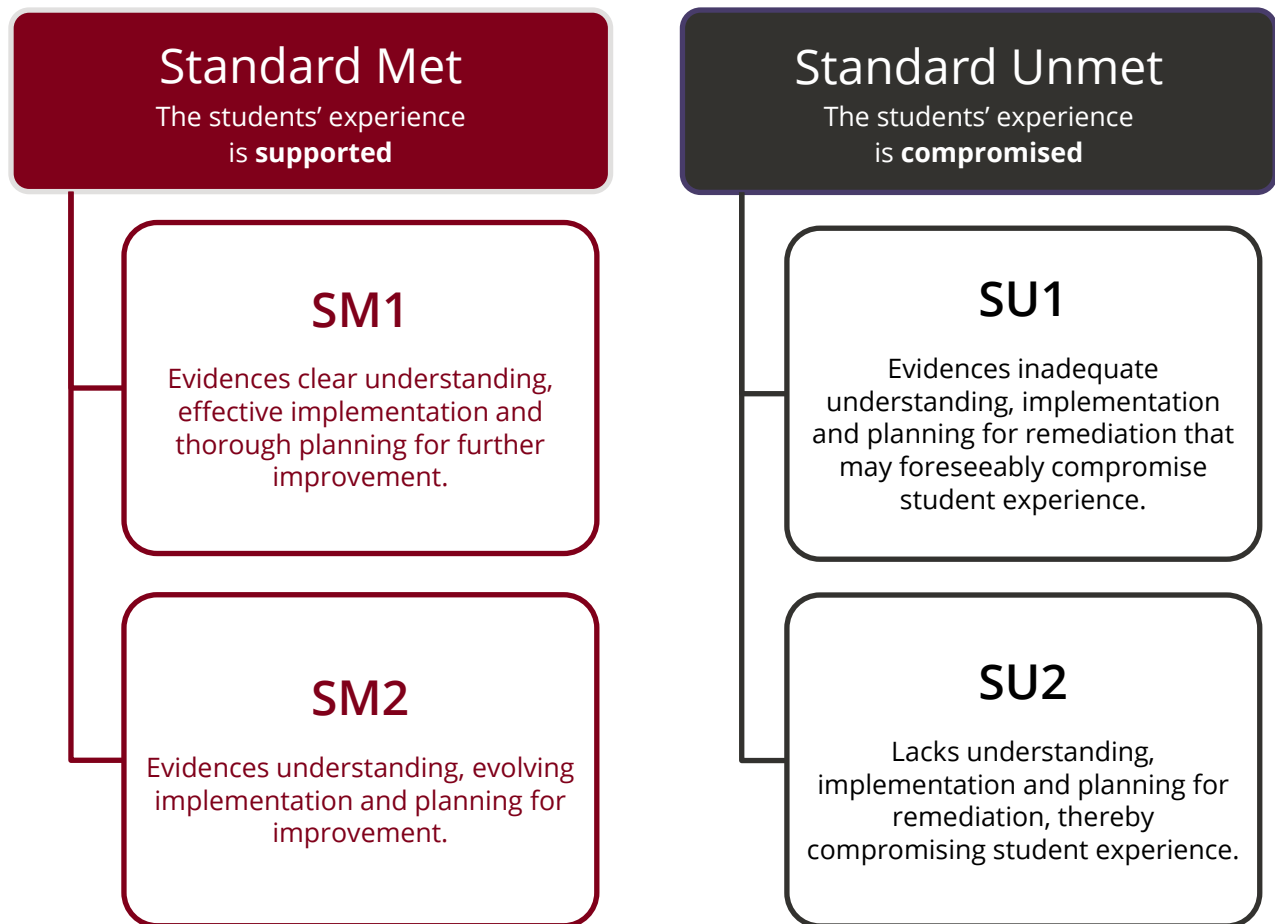 Standard Met
The students’ experience
is supported
SM1
Evidences clear understanding,
effective implementation and
thorough planning for further
improvement.
SM2
Evidences understanding, evolving
implementation and planning for
improvement.
Standard Unmet
The students’ experience
is compromised
SU1
Evidences inadequate
understanding, implementation
and planning for remediation that
may foreseeably compromise
student experience.
SU2
Lacks understanding,
implementation and planning for
remediation, thereby
compromising student experience.